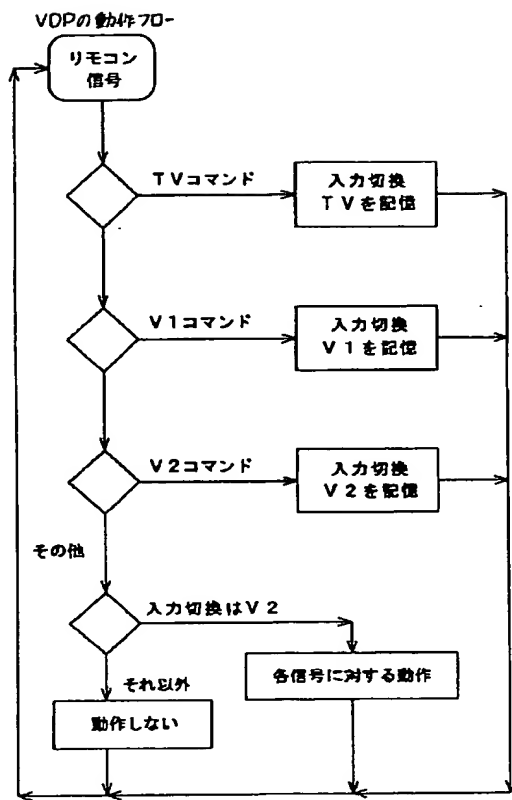 VDPの動作フロー
リモコン
信号
TVコマンド
入力切換
TVを記憶
V1コマンド
入力切換
V1を記憶
V2コマンド
入力切換
V2を記憶
その他
入力切換はV2
各信号に対する動作
それ以外
動作しない